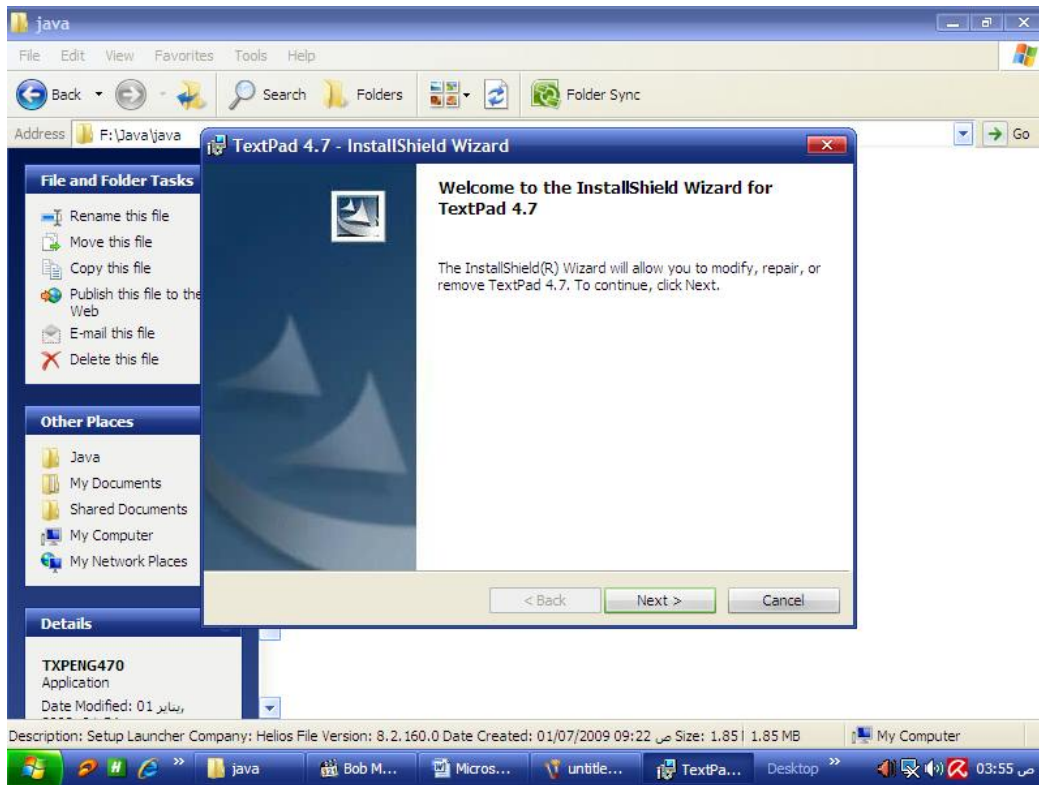 java
File Edit View Favorites Tools Help
Back Search Folders Folder Sync
Address F:\Java\java Go
TextPad 4.7 - InstallShield Wizard
Welcome to the InstallShield Wizard for
TextPad 4.7
The InstallShield(R) Wizard will allow you to modify, repair, or
remove TextPad 4.7. To continue, click Next.
< Back Next > Cancel
File and Folder Tasks
Rename this file
Move this file
Copy this file
Publish this file to the
Web
E-mail this file
Delete this file
Other Places
Java
My Documents
Shared Documents
My Computer
My Network Places
Details
TXPENG470
Application
Date Modified: 01 يناير,
Description: Setup Launcher Company: Helios File Version: 8.2.160.0 Date Created: 01/07/2009 09:22 ص Size: 1.85 1.85 MB My Computer
java Bob M... Micros... untitle... TextPa... Desktop » 03:55 ص